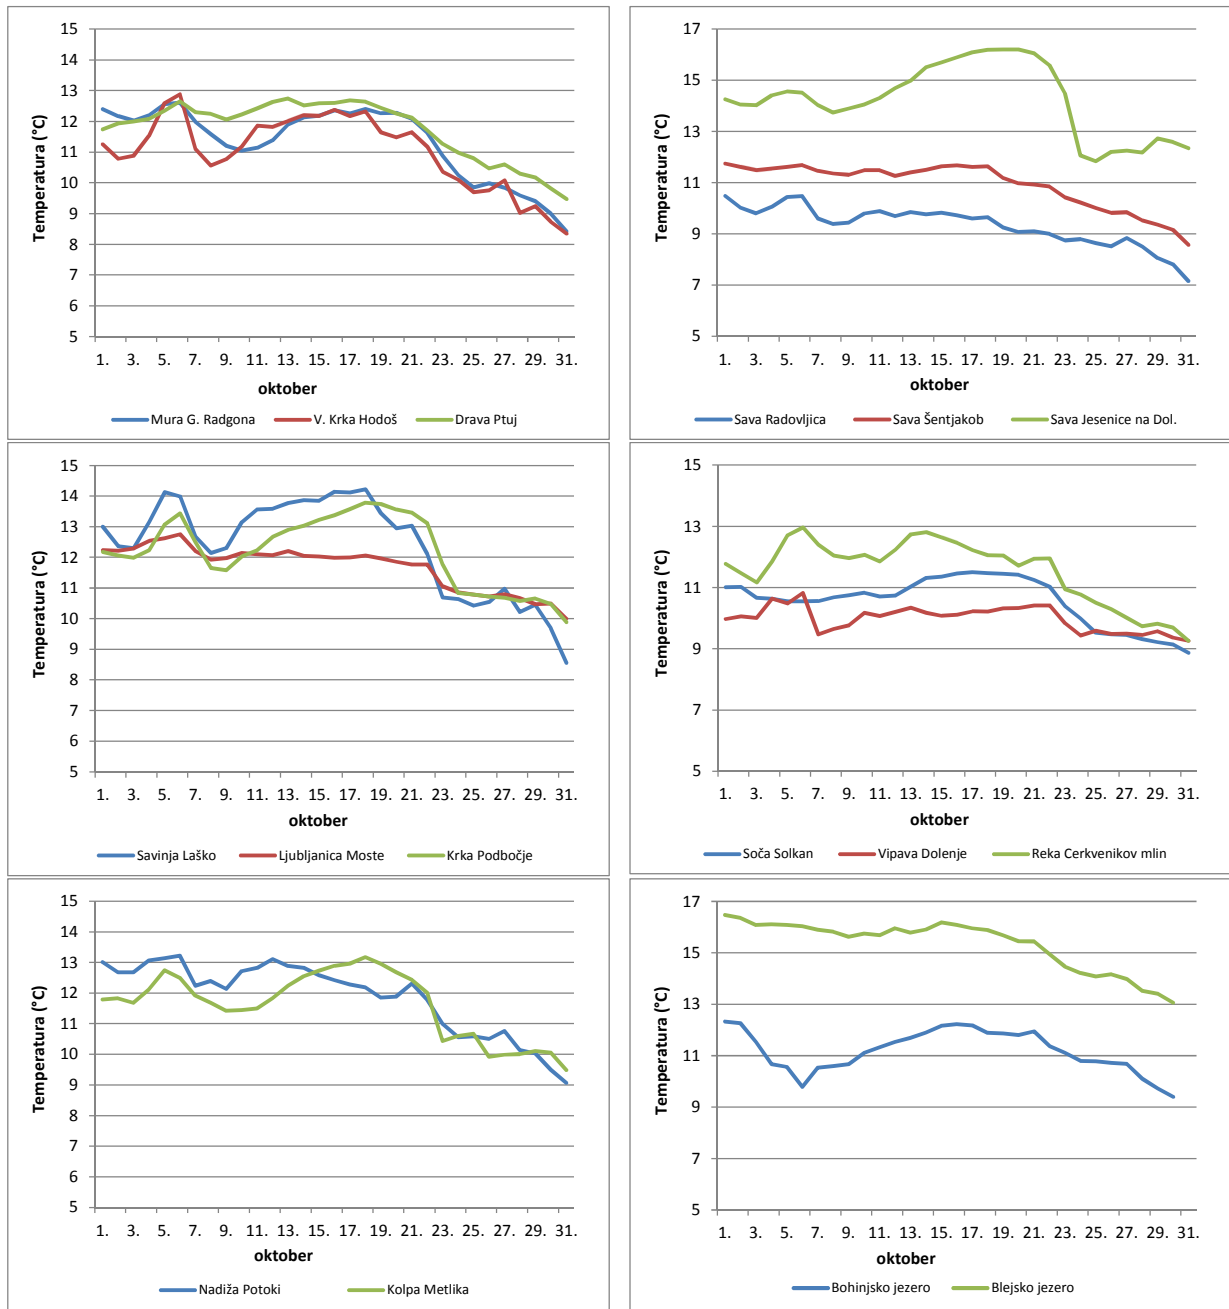 15
14
13
12
11
10
9
8
7
6
5
Temperatura (°C)
1. 3. 5. 7. 9. 11. 13. 15. 17. 19. 21. 23. 25. 27. 29. 31.
oktober
Mura G. Radgona V. Krka Hodoš Drava Ptuj
17
15
13
11
9
7
5
Temperatura (°C)
1. 3. 5. 7. 9. 11. 13. 15. 17. 19. 21. 23. 25. 27. 29. 31.
oktober
Sava Radovljica Sava Šentjakob Sava Jesenice na Dol.
15
14
13
12
11
10
9
8
7
6
5
Temperatura (°C)
1. 3. 5. 7. 9. 11. 13. 15. 17. 19. 21. 23. 25. 27. 29. 31.
oktober
Savinja Laško Ljubljanica Moste Krka Podbočje
15
13
11
9
7
5
Temperatura (°C)
1. 3. 5. 7. 9. 11. 13. 15. 17. 19. 21. 23. 25. 27. 29. 31.
oktober
Soča Solkan Vipava Dolenje Reka Cerkvenikov mlin
15
14
13
12
11
10
9
8
7
6
5
Temperatura (°C)
1. 3. 5. 7. 9. 11. 13. 15. 17. 19. 21. 23. 25. 27. 29. 31.
oktober
Nadiža Potoki Kolpa Metlika
17
15
13
11
9
7
5
Temperatura (°C)
1. 3. 5. 7. 9. 11. 13. 15. 17. 19. 21. 23. 25. 27. 29. 31.
oktober
Bohinjsko jezero Blejsko jezero